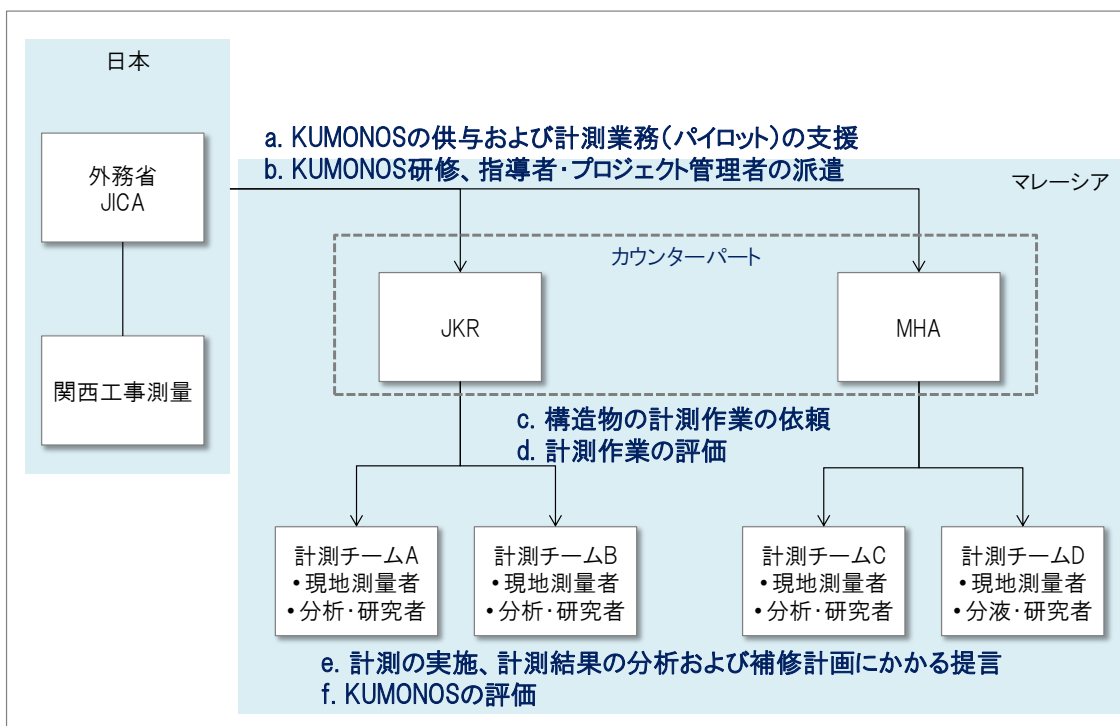 日本
外務省
JICA
関西工事測量
a. KUMONOSの供与および計測業務(パイロット)の支援
b. KUMONOS研修、指導者・プロジェクト管理者の派遣
マレーシア
カウンターパート
JKR
MHA
c. 構造物の計測作業の依頼
d. 計測作業の評価
計測チームA
•現地測量者
•分析・研究者
計測チームB
•現地測量者
•分析・研究者
計測チームC
•現地測量者
•分析・研究者
計測チームD
•現地測量者
•分液・研究者
e. 計測の実施、計測結果の分析および補修計画にかかる提言
f. KUMONOSの評価